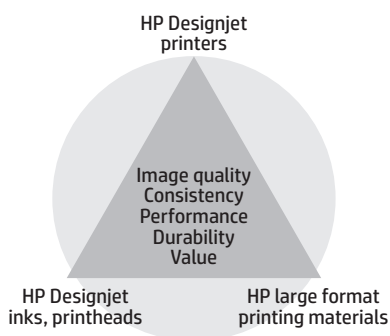 HP Designjet
printers
Image quality
Consistency
Performance
Durability
Value
HP Designjet
inks, printheads
HP large format
printing materials